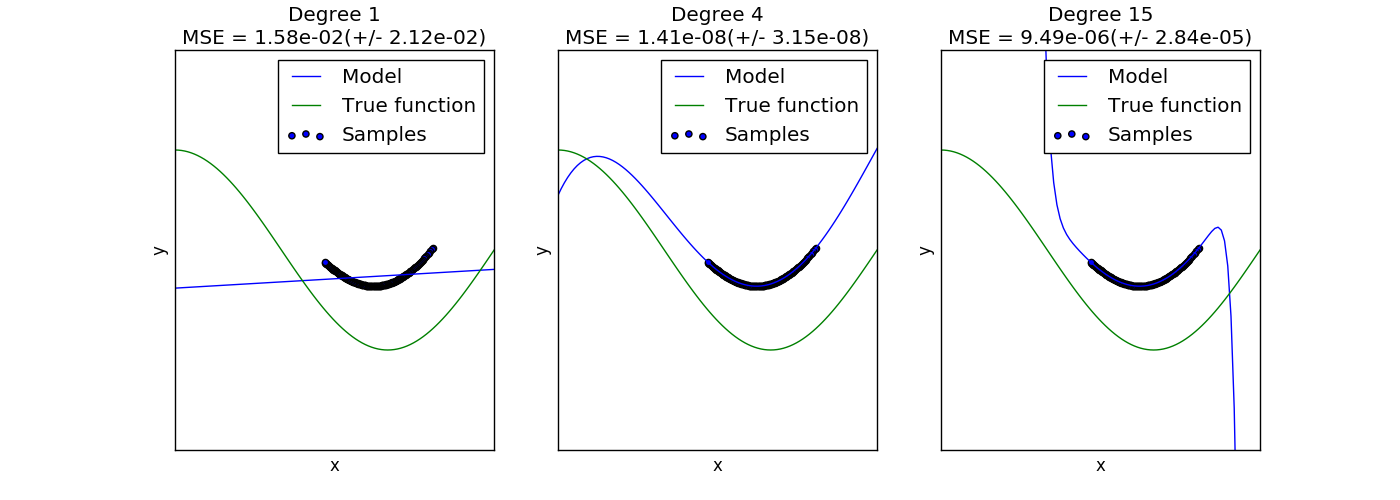 Degree 1
MSE = 1.58e-02(+/- 2.12e-02)
Model
True function
Samples
y
x
Degree 4
MSE = 1.41e-08(+/- 3.15e-08)
Model
True function
Samples
y
x
Degree 15
MSE = 9.49e-06(+/- 2.84e-05)
Model
True function
Samples
y
x